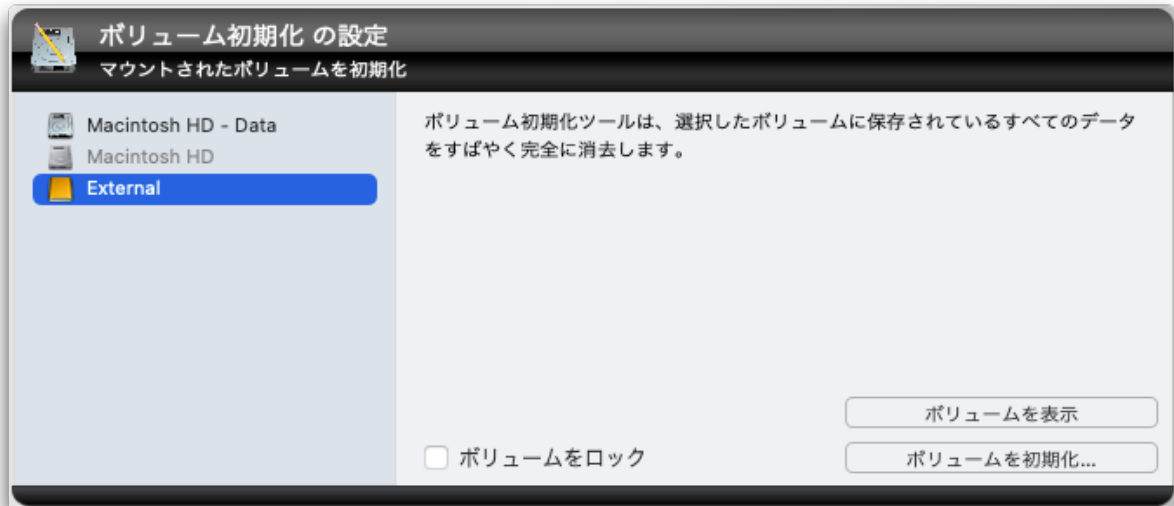 ボリューム初期化 の設定
マウントされたボリュームを初期化
Macintosh HD - Data
Macintosh HD
External
ボリューム初期化ツールは、選択したボリュームに保存されているすべてのデータ
をすばやく完全に消去します。
ボリュームを表示
ボリュームをロック
ボリュームを初期化...